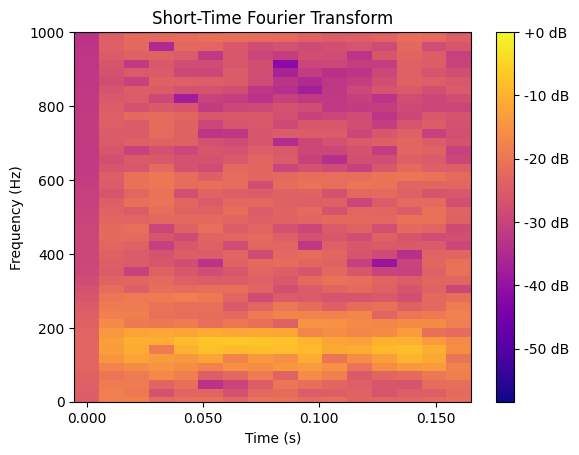 Short-Time Fourier Transform
1000
800
600
400
200
0
Frequency (Hz)
0.000
0.050
0.100
0.150
Time (s)
+0 dB
-10 dB
-20 dB
-30 dB
-40 dB
-50 dB